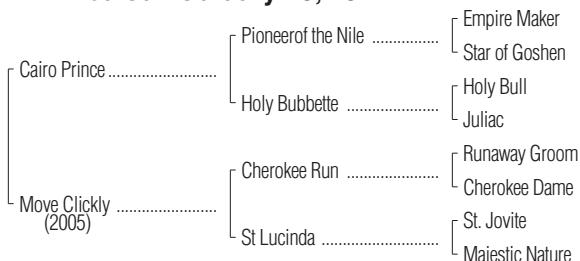 Empire Maker
Pioneerof the Nile ..................
Star of Goshen
Cairo Prince .............................
Holy Bull
Holy Bubbette .........................
Juliac
Runaway Groom
Cherokee Run .........................
Cherokee Dame
Move Clickly ..........................
(2005)
St. Jovite
St Lucinda ................................
Majestic Nature